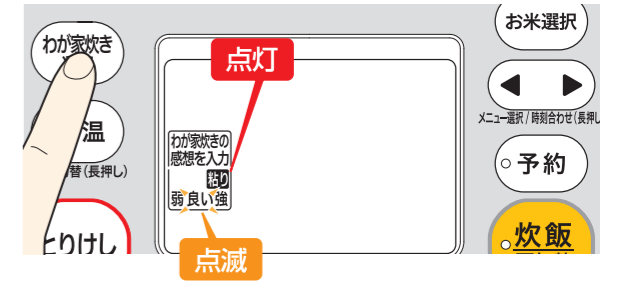 わが家炊き
お米選択
点灯
メニュー選択/時刻合わせ(長押し
温
替(長押し)
わが家炊きの
感想を入力
粘り
弱 良い 強
予約
とりけし
点滅
炊飯